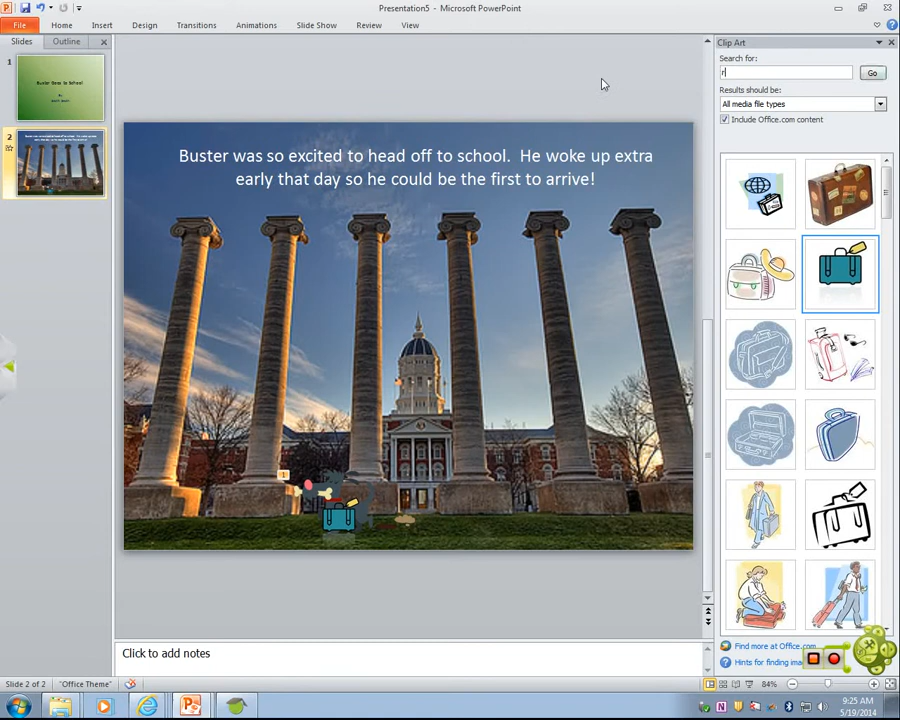 Presentation5 - Microsoft PowerPoint
File Home Insert Design Transitions Animations Slide Show Review View
Slides Outline
Clip Art
Search for:
r
Go
Results should be:
All media file types
Include Office.com content
1
Buster Goes to School
2
Buster was so excited to head off to school. He woke up extra
early that day so he could be the first to arrive!
1
Find more at Office.com
Hints for finding
Click to add notes
Slide 2 of 2 "Office Theme" 84%
9:25 AM
5/19/2014